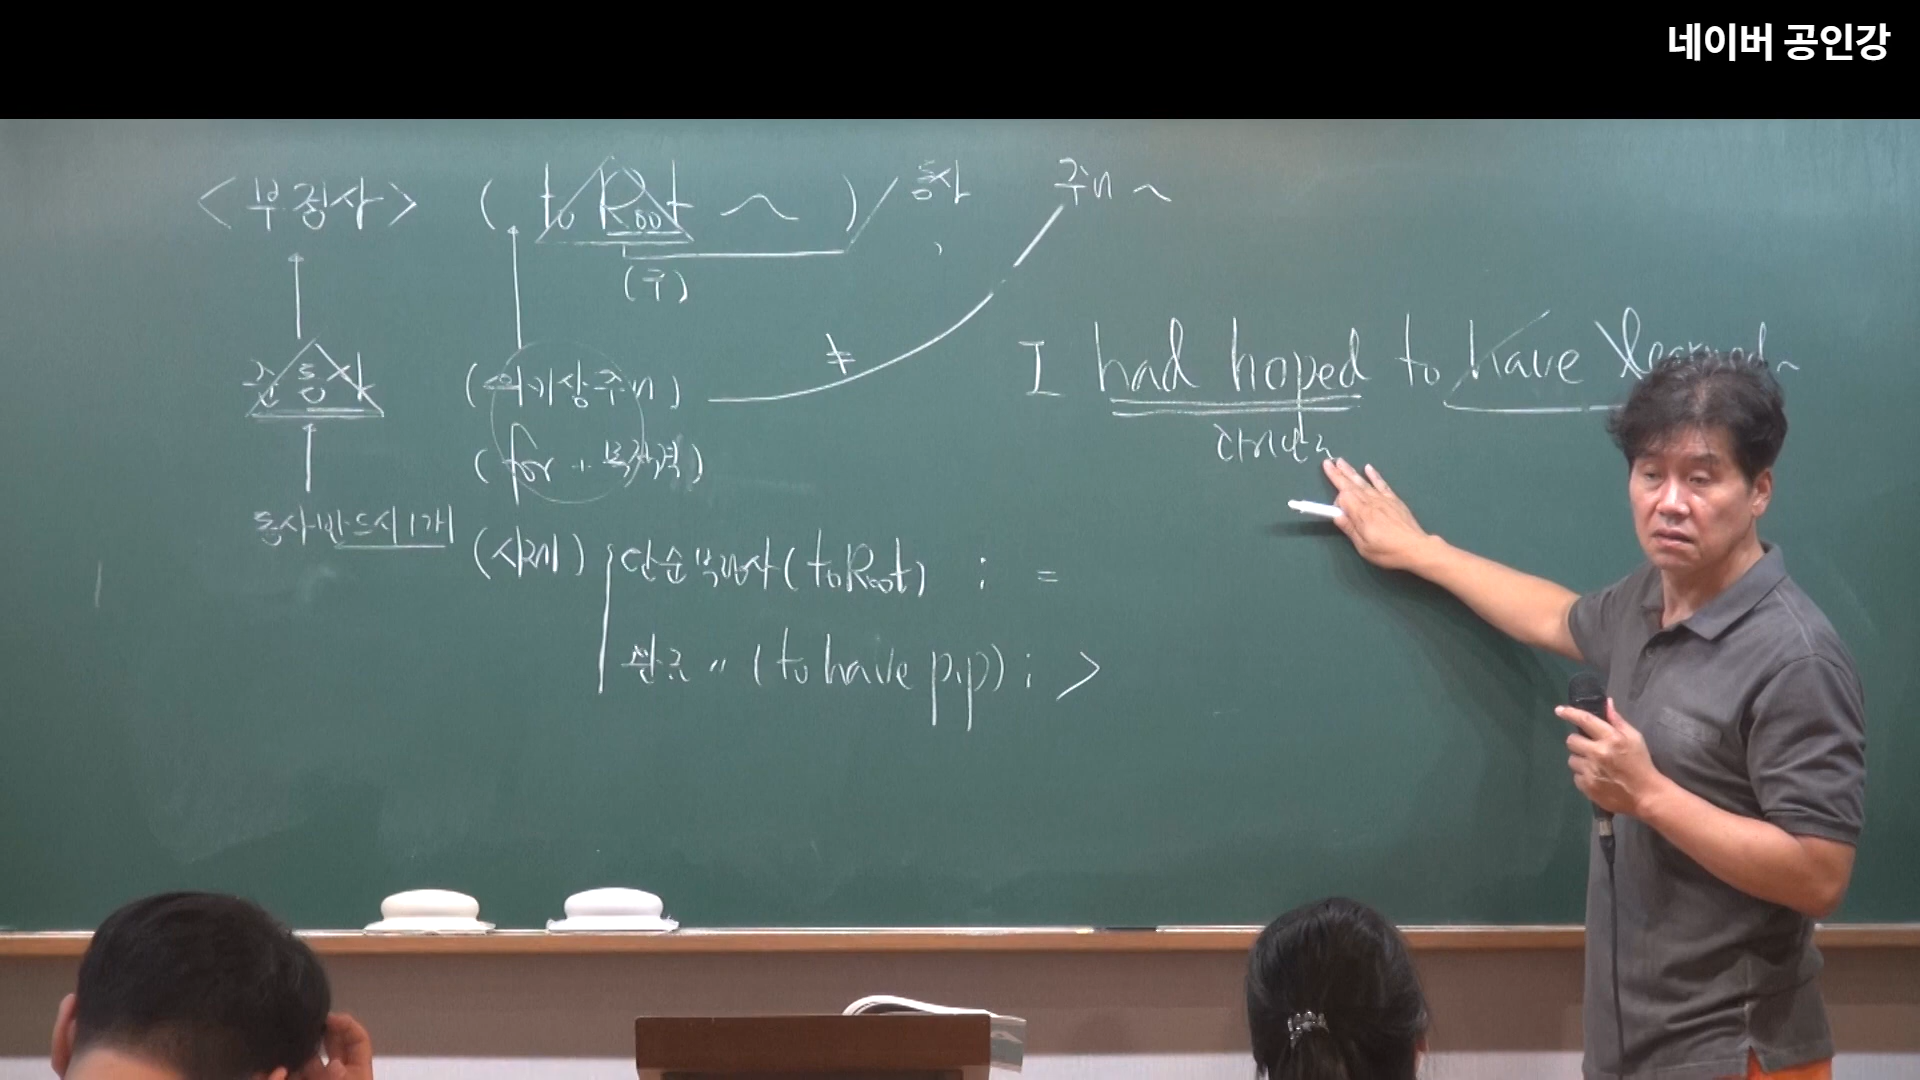 네이버 공인강
<부정사> ( to Root ~ ) 동사
주어 ~
(주)
준동사
≠
(의미상주어)
(for + 목적격)
I had hoped to have learned ~
동사 반드시 1개
(시제) 단순부정사 (to Root) ; =
완료 〃 (to have p.p) ; >